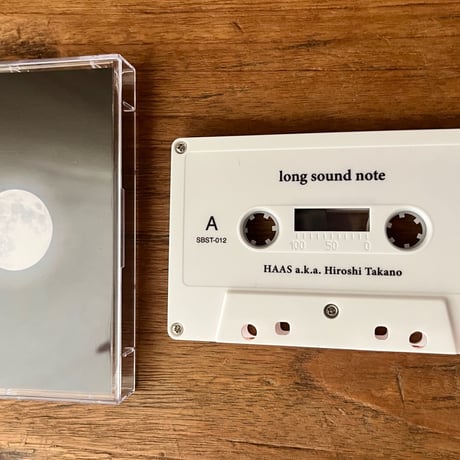 long sound note
A
SBST-012
100 50 0
HAAS a.k.a. Hiroshi Takano